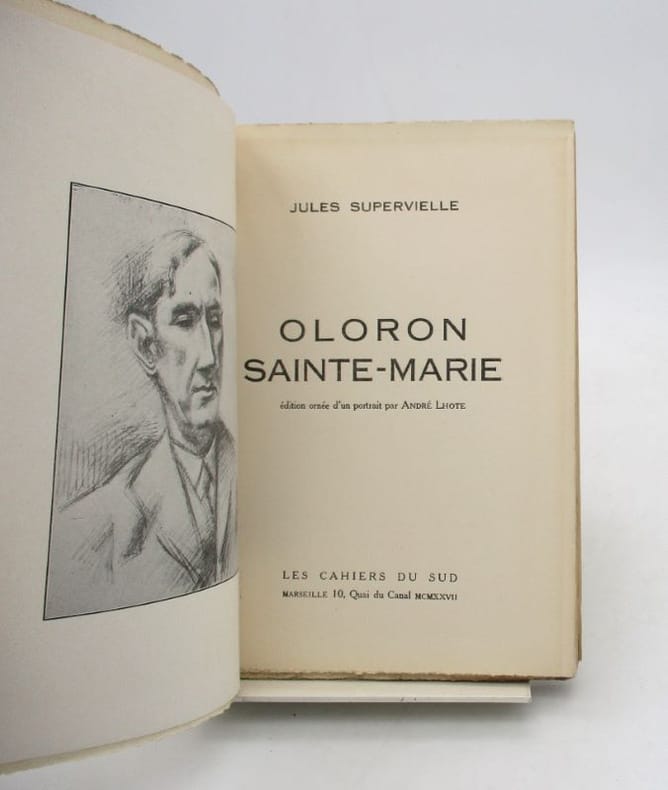 JULES SUPERVIELLE
OLORON
SAINTE-MARIE
édition ornée d'un portrait par ANDRÉ LHOTE
LES CAHIERS DU SUD
MARSEILLE 10, Quai du Canal MCMXXVII